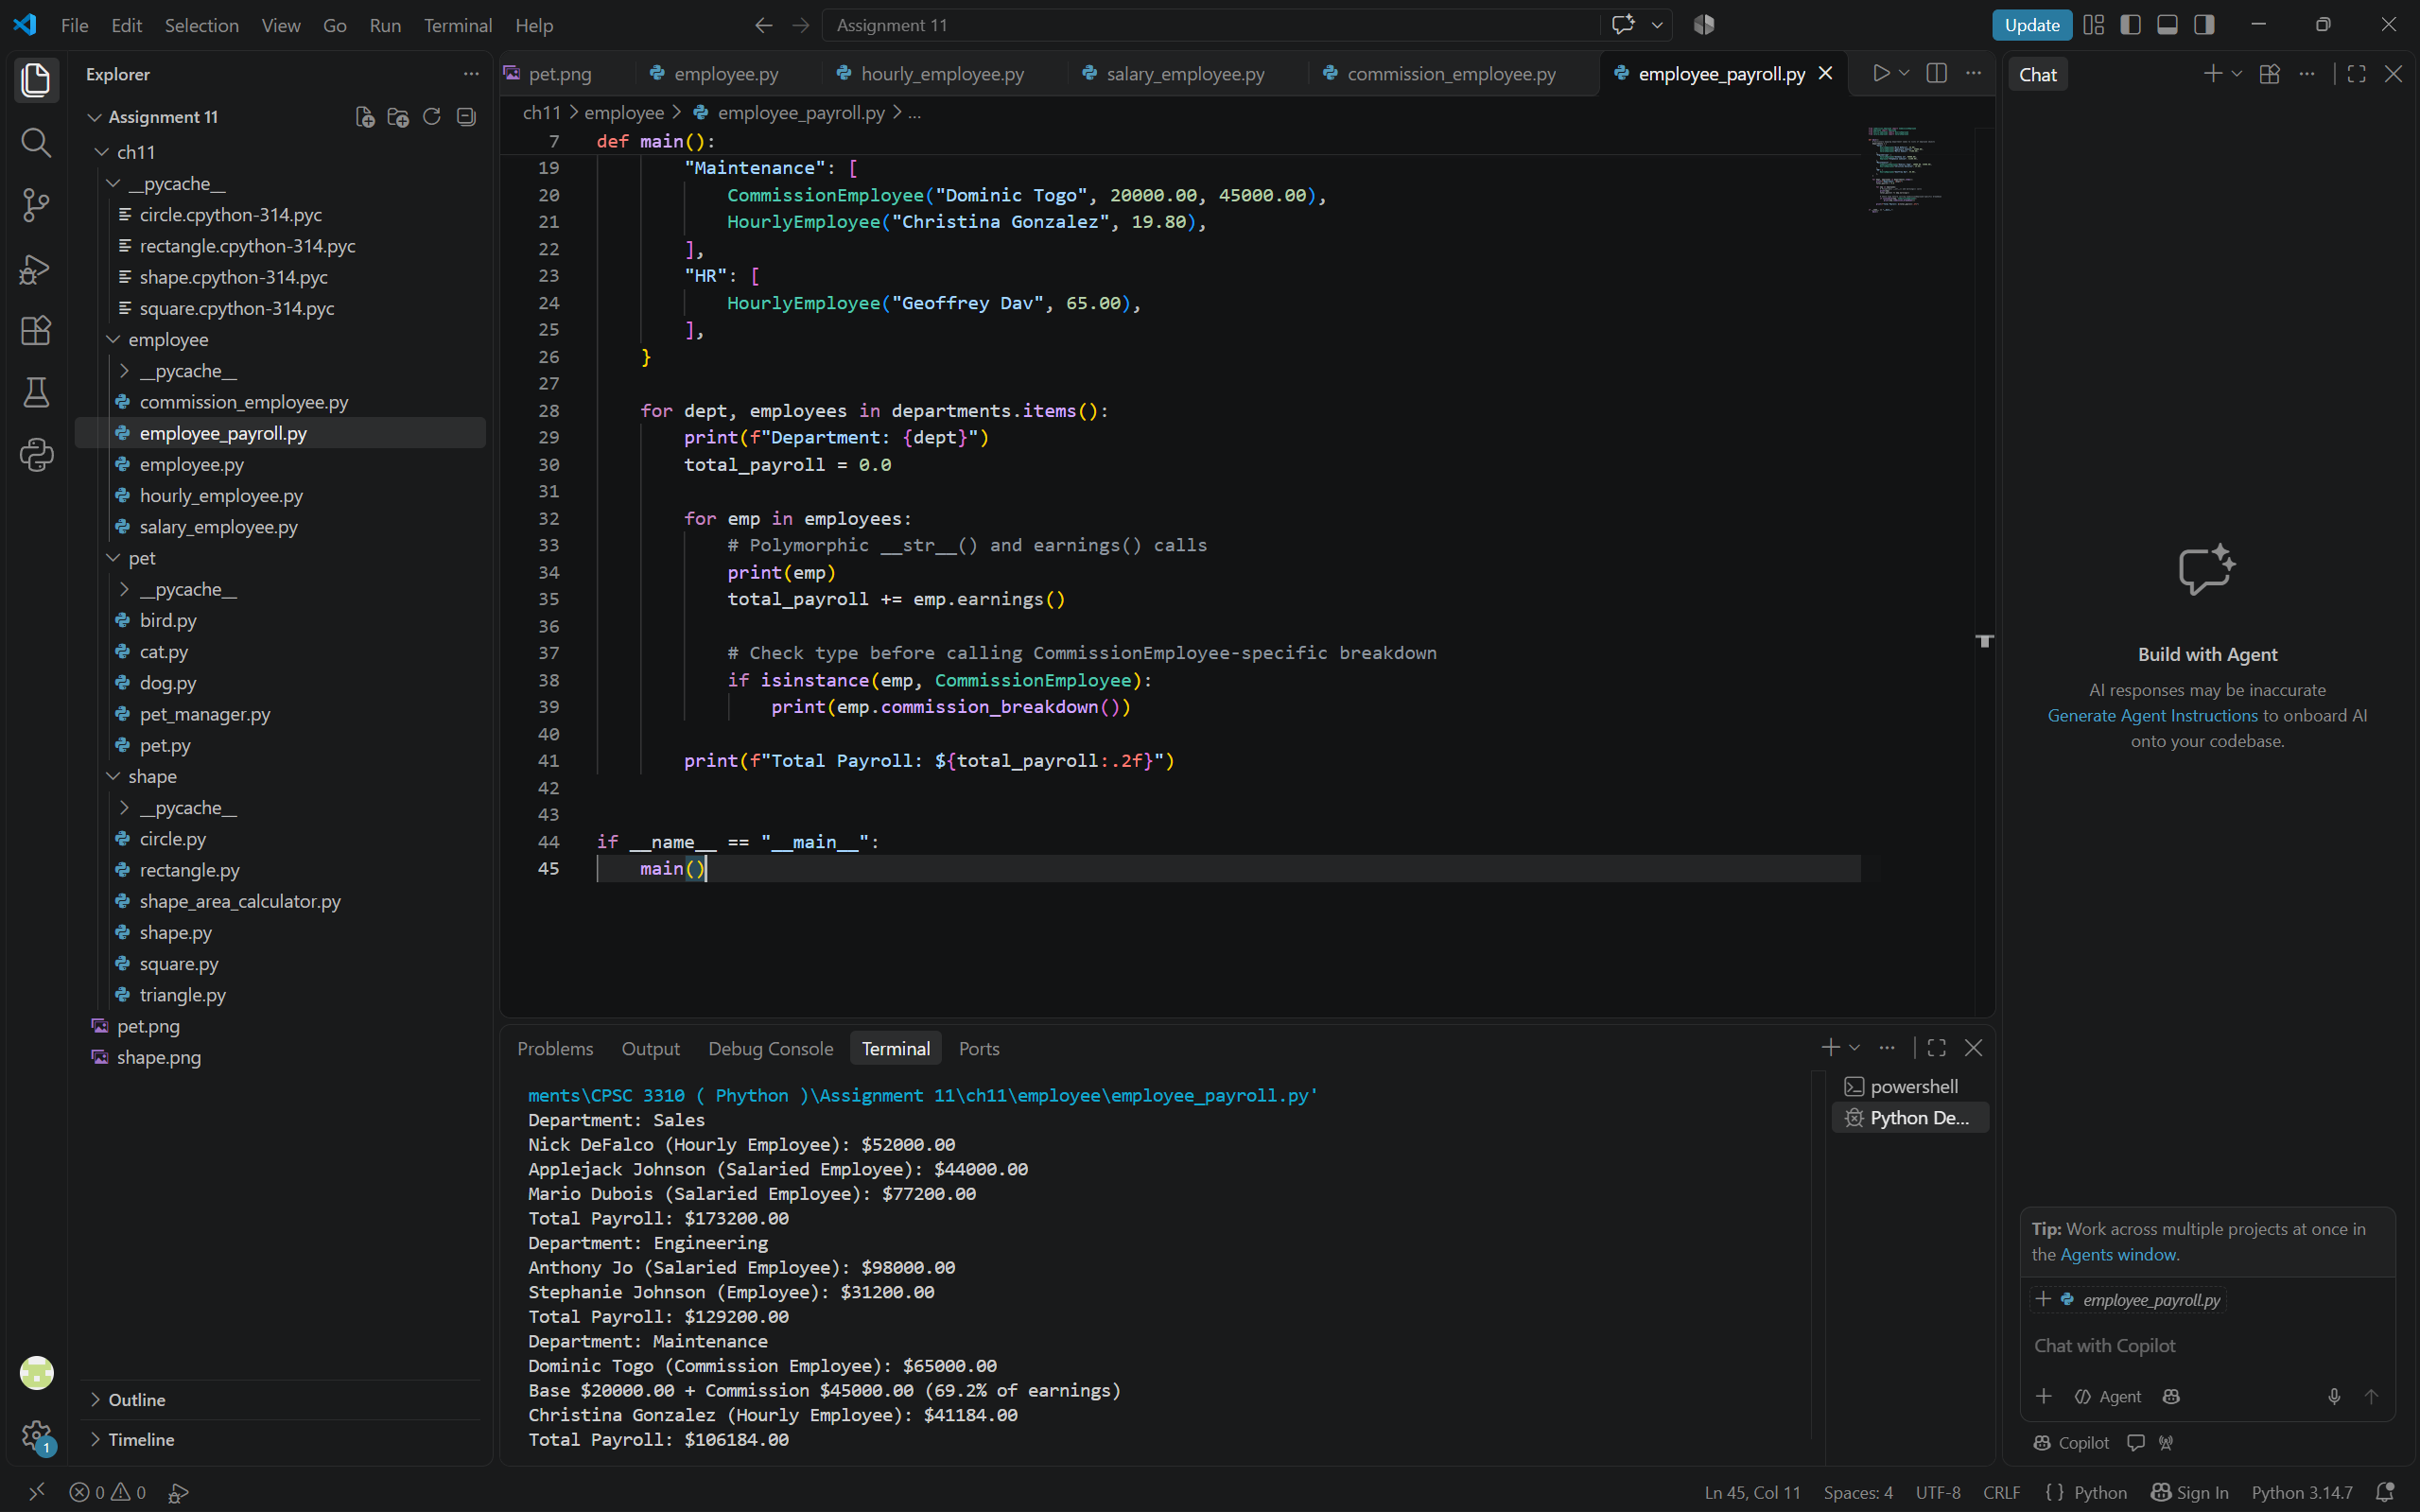 File Edit Selection View Go Run Terminal Help
Assignment 11
Update
Explorer
Assignment 11
ch11
__pycache__
circle.cpython-314.pyc
rectangle.cpython-314.pyc
shape.cpython-314.pyc
square.cpython-314.pyc
employee
__pycache__
commission_employee.py
employee_payroll.py
employee.py
hourly_employee.py
salary_employee.py
pet
__pycache__
bird.py
cat.py
dog.py
pet_manager.py
pet.py
shape
__pycache__
circle.py
rectangle.py
shape_area_calculator.py
shape.py
square.py
triangle.py
pet.png
shape.png
Outline
Timeline
pet.png employee.py hourly_employee.py salary_employee.py commission_employee.py employee_payroll.py
ch11 > employee > employee_payroll.py > ...
7 def main():
19 "Maintenance": [
20 CommissionEmployee("Dominic Togo", 20000.00, 45000.00),
21 HourlyEmployee("Christina Gonzalez", 19.80),
22 ],
23 "HR": [
24 HourlyEmployee("Geoffrey Dav", 65.00),
25 ],
26 }
27
28 for dept, employees in departments.items():
29 print(f"Department: {dept}")
30 total_payroll = 0.0
31
32 for emp in employees:
33 # Polymorphic __str__() and earnings() calls
34 print(emp)
35 total_payroll += emp.earnings()
36
37 # Check type before calling CommissionEmployee-specific breakdown
38 if isinstance(emp, CommissionEmployee):
39 print(emp.commission_breakdown())
40
41 print(f"Total Payroll: ${total_payroll:.2f}")
42
43
44 if __name__ == "__main__":
45 main()
Problems Output Debug Console Terminal Ports
ments\CPSC 3310 ( Phython )\Assignment 11\ch11\employee\employee_payroll.py'
Department: Sales
Nick DeFalco (Hourly Employee): $52000.00
Applejack Johnson (Salaried Employee): $44000.00
Mario Dubois (Salaried Employee): $77200.00
Total Payroll: $173200.00
Department: Engineering
Anthony Jo (Salaried Employee): $98000.00
Stephanie Johnson (Employee): $31200.00
Total Payroll: $129200.00
Department: Maintenance
Dominic Togo (Commission Employee): $65000.00
Base $20000.00 + Commission $45000.00 (69.2% of earnings)
Christina Gonzalez (Hourly Employee): $41184.00
Total Payroll: $106184.00
powershell
Python De...
Chat
Build with Agent
AI responses may be inaccurate
Generate Agent Instructions to onboard AI
onto your codebase.
Tip: Work across multiple projects at once in
the Agents window.
employee_payroll.py
Chat with Copilot
Agent
Copilot
1
0 0
Ln 45, Col 11 Spaces: 4 UTF-8 CRLF { } Python Sign In Python 3.14.7